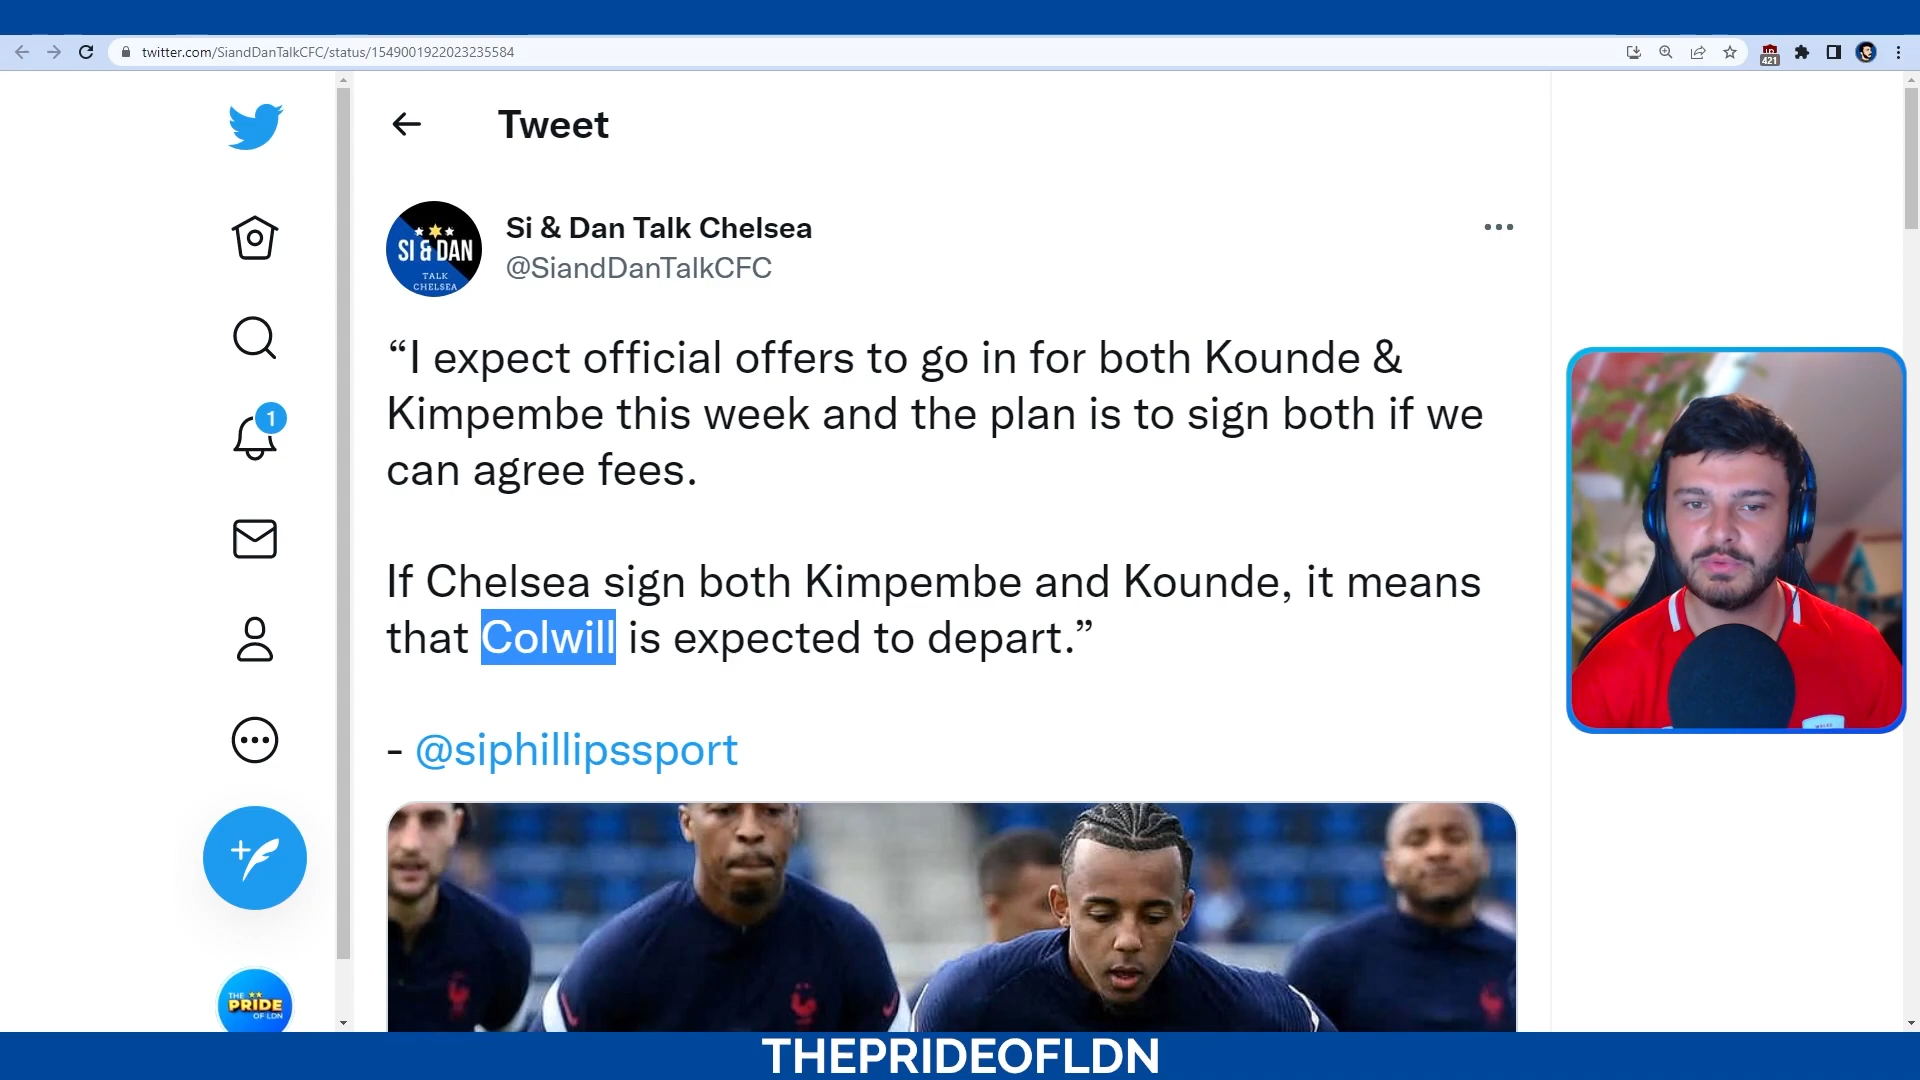 twitter.com/SiandDanTalkCFC/status/1549001922023235584
421
Tweet
SI & DAN
TALK
CHELSEA
Si & Dan Talk Chelsea
@SiandDanTalkCFC
1
“I expect official offers to go in for both Kounde &
Kimpembe this week and the plan is to sign both if we
can agree fees.
If Chelsea sign both Kimpembe and Kounde, it means
that Colwill is expected to depart.”
- @siphillipssport
THE
PRIDE
OF LDN
THEPRIDEOFLDN